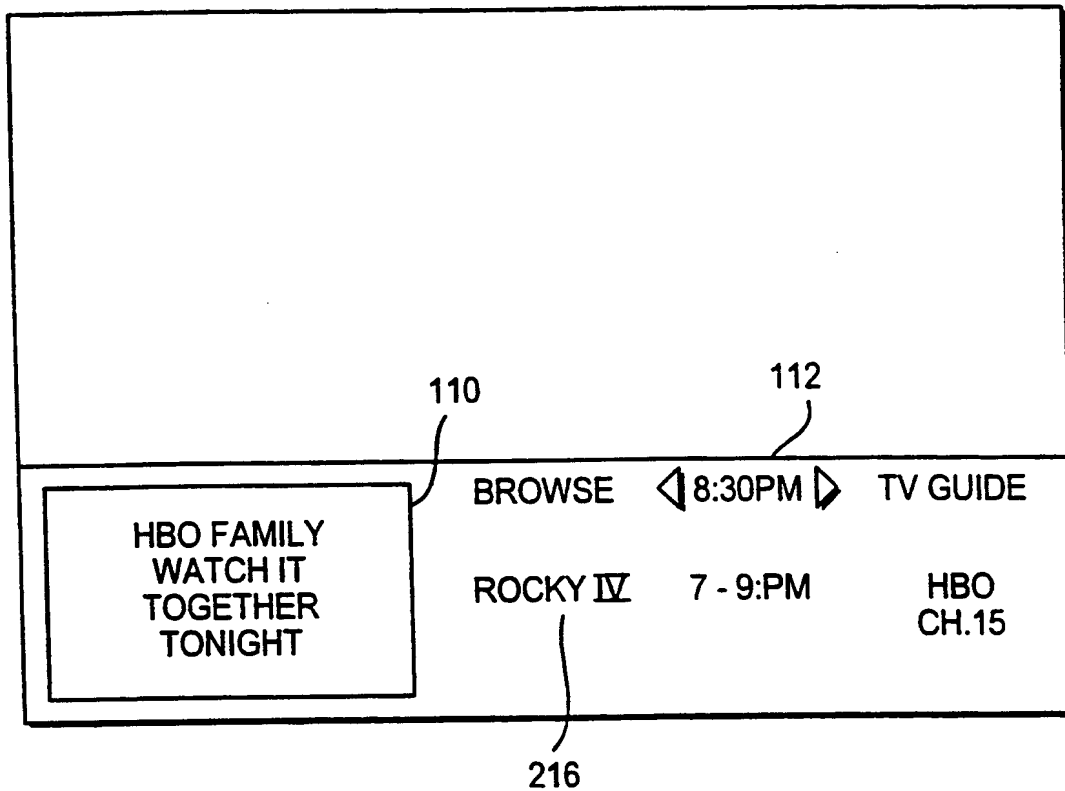 110
112
BROWSE 8:30PM TV GUIDE
HBO FAMILY
WATCH IT
TOGETHER
TONIGHT
ROCKY IV 7 - 9:PM HBO
CH.15
216